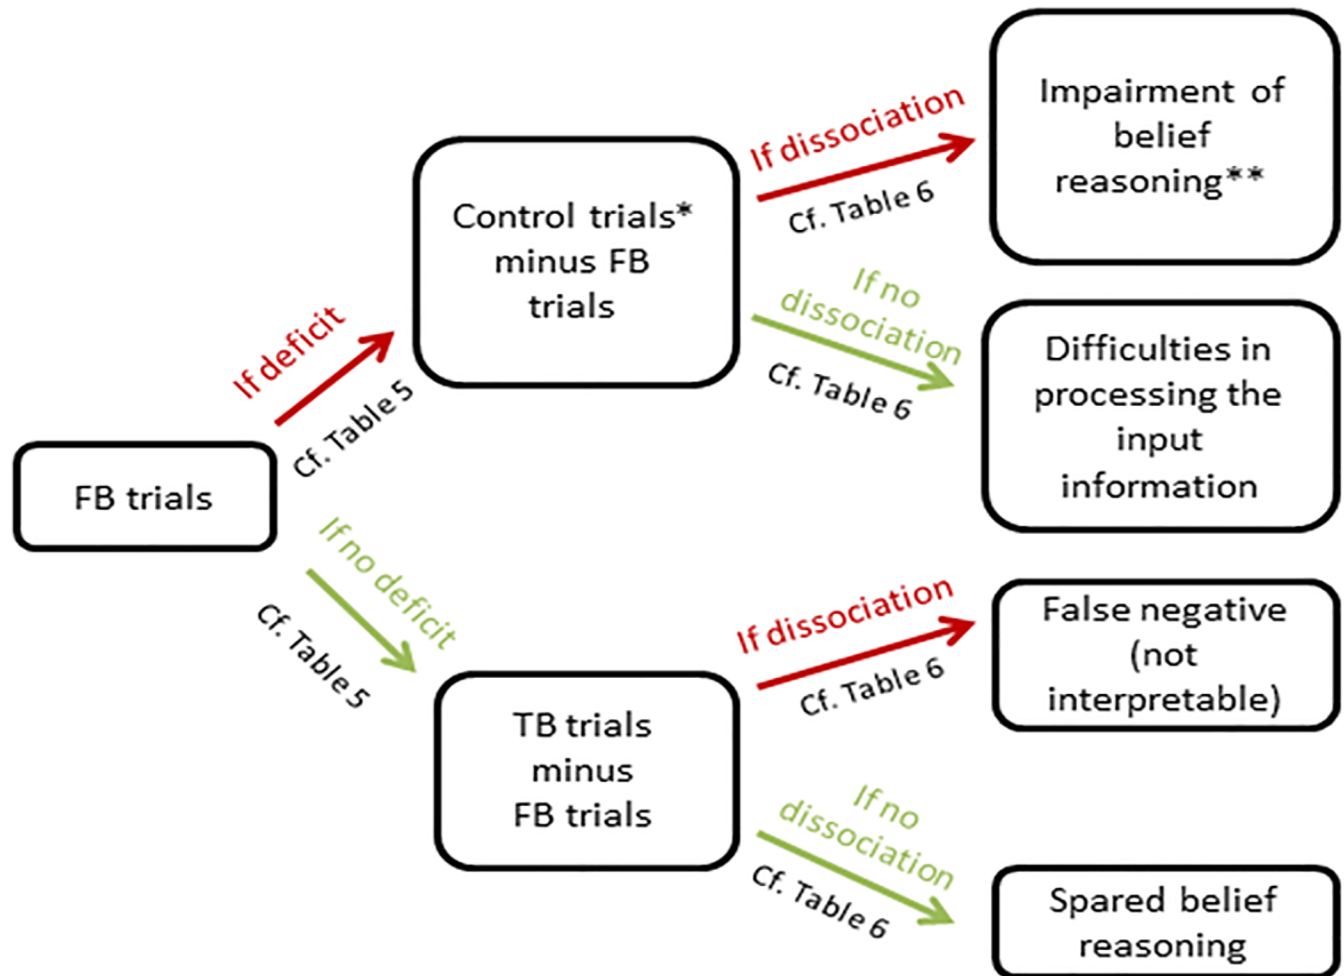 FB trials
If deficit
Cf. Table 5
If no deficit
Cf. Table 5
Control trials*
minus FB
trials
If dissociation
Cf. Table 6
If no
dissociation
Cf. Table 6
Impairment of
belief
reasoning**
Difficulties in
processing the
input
information
TB trials
minus
FB trials
If dissociation
Cf. Table 6
If no
dissociation
Cf. Table 6
False negative
(not
interpretable)
Spared belief
reasoning